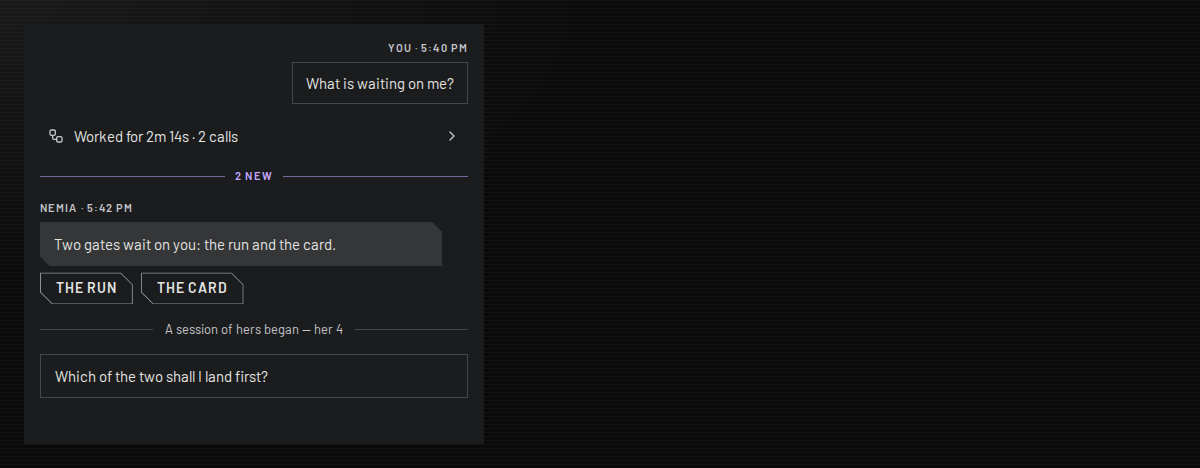 YOU · 5:40 PM
What is waiting on me?
Worked for 2m 14s · 2 calls
2 NEW
NEMIA · 5:42 PM
Two gates wait on you: the run and the card.
THE RUN THE CARD
A session of hers began — her 4
Which of the two shall I land first?